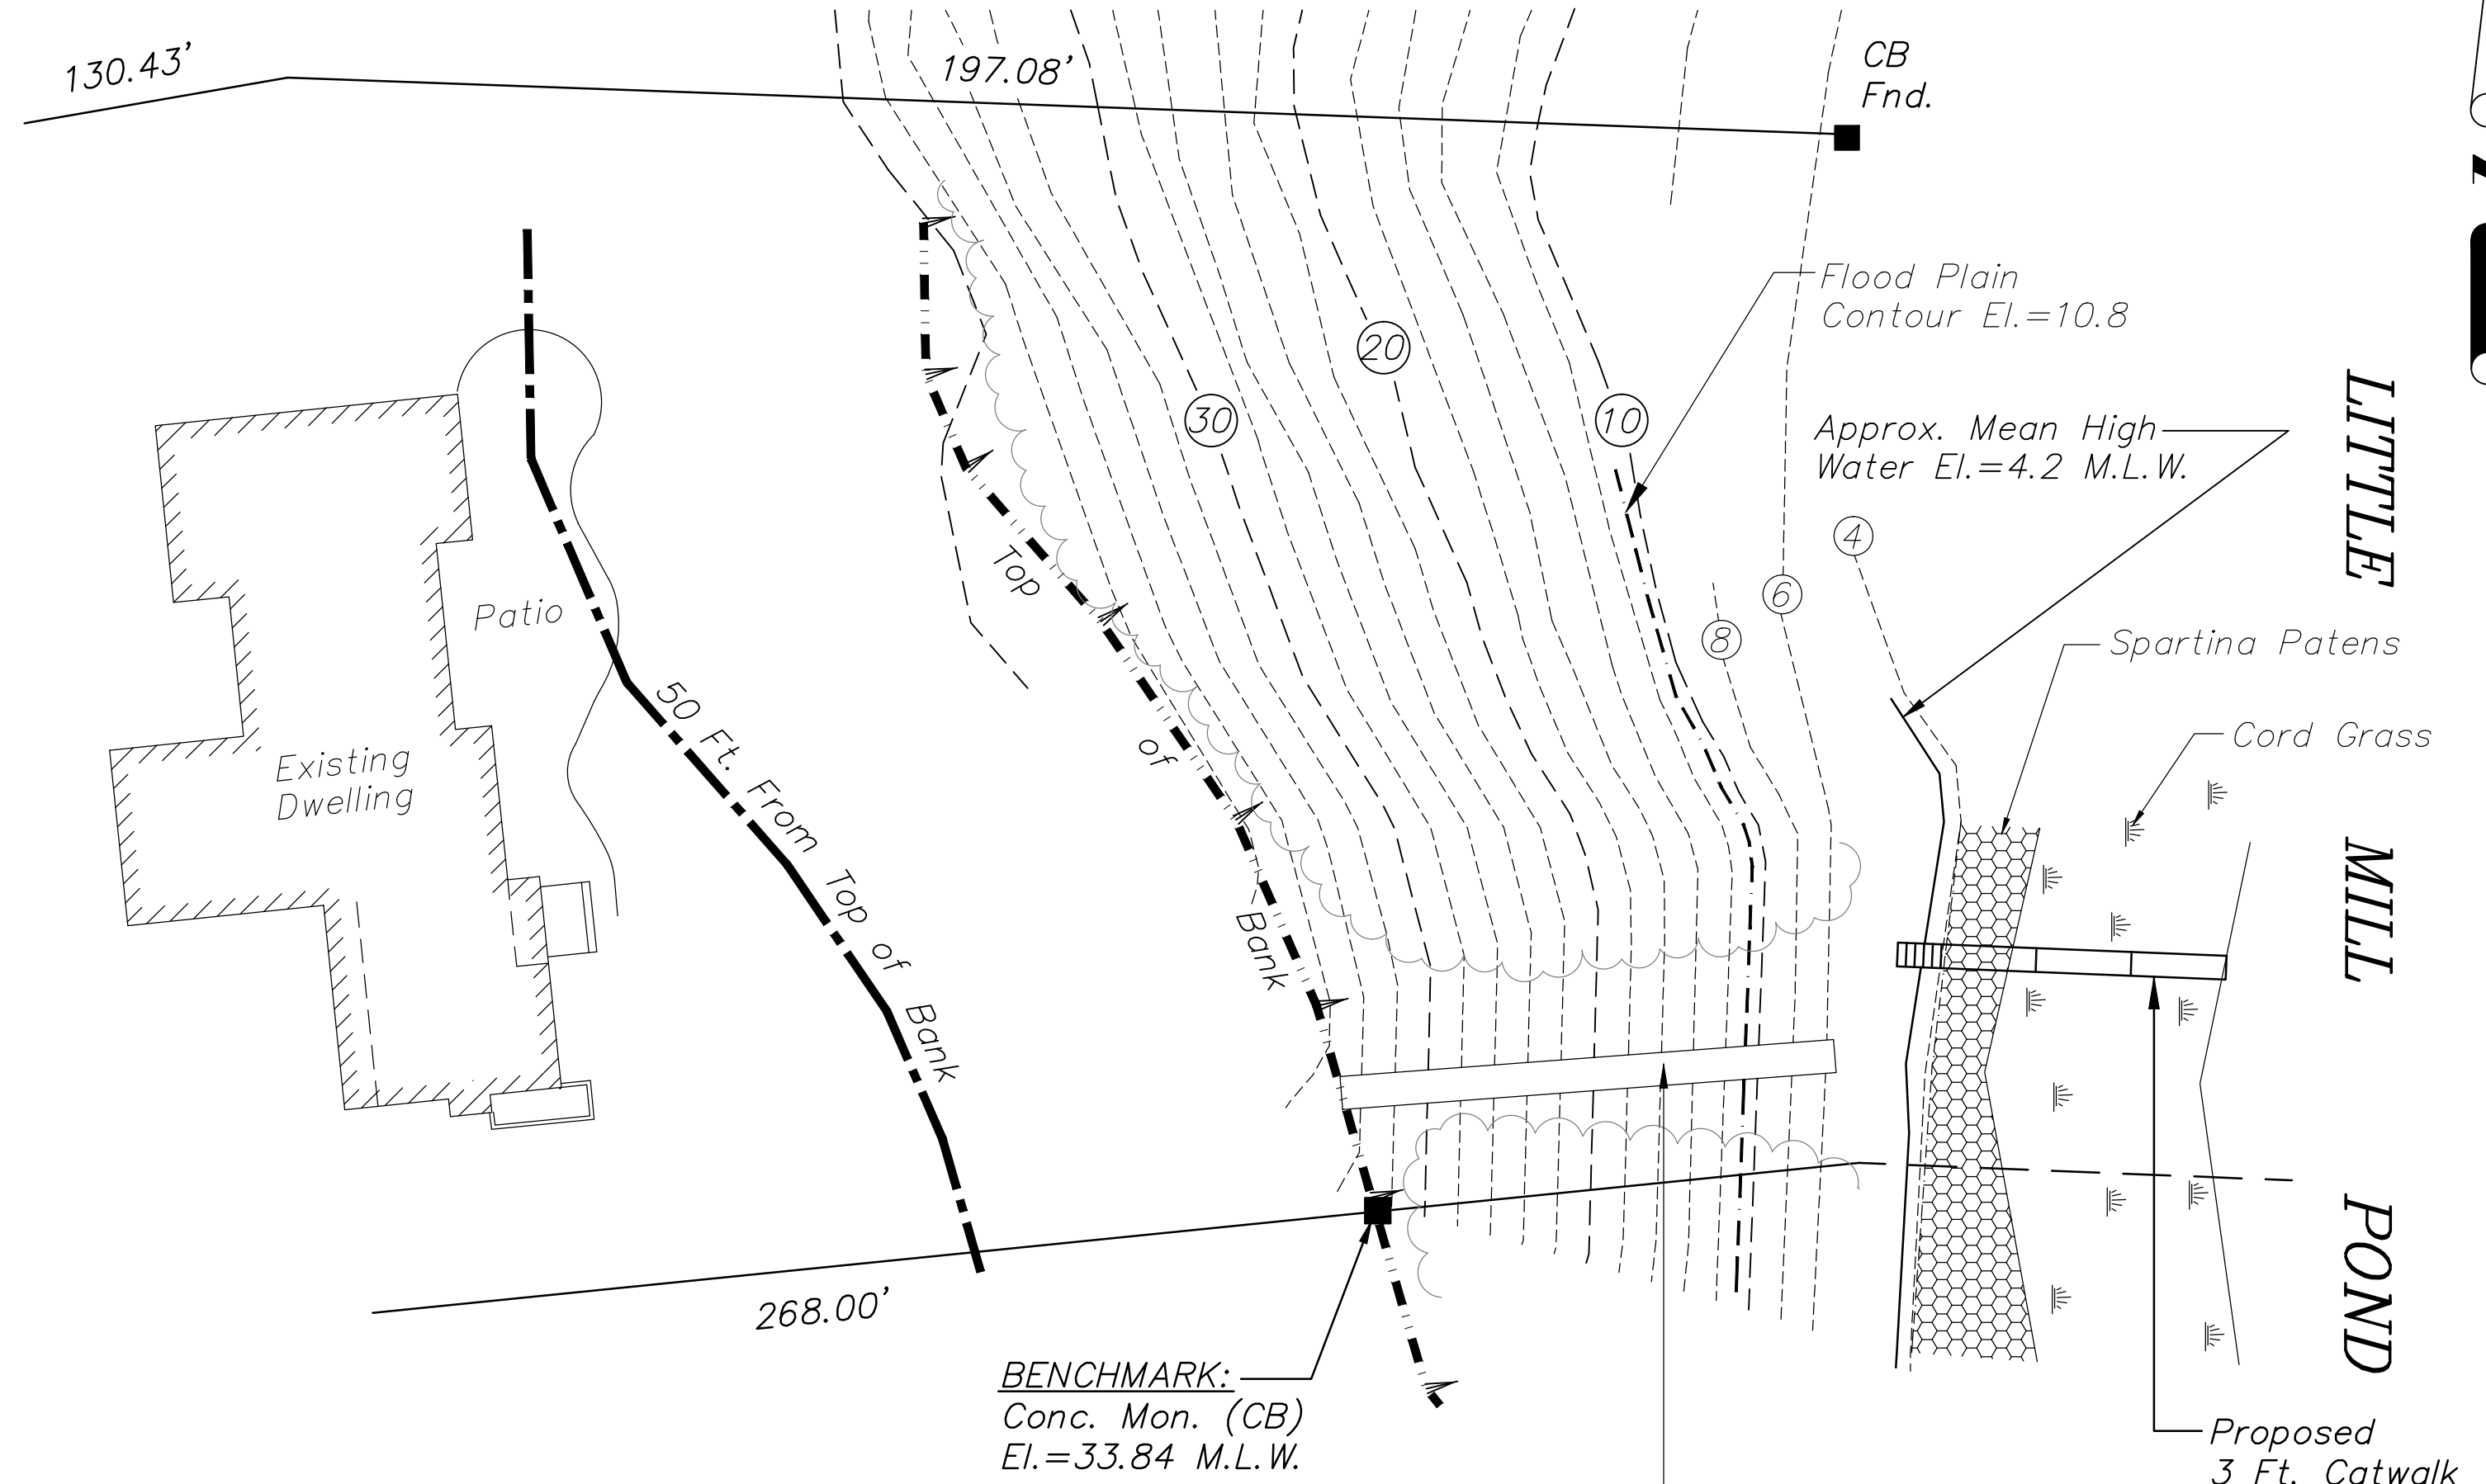 130.43'
197.08'
CB
Fnd.
Flood Plain
Contour El.=10.8
30
20
10
Approx. Mean High
Water El.=4.2 M.L.W.
4
6
8
LITTLE
MILL
POND
Top
of
Bank
Patio
50 Ft. From Top of Bank
Existing
Dwelling
Spartina Patens
Cord Grass
268.00'
BENCHMARK:
Conc. Mon. (CB)
El.=33.84 M.L.W.
Proposed
3 Ft. Catwalk